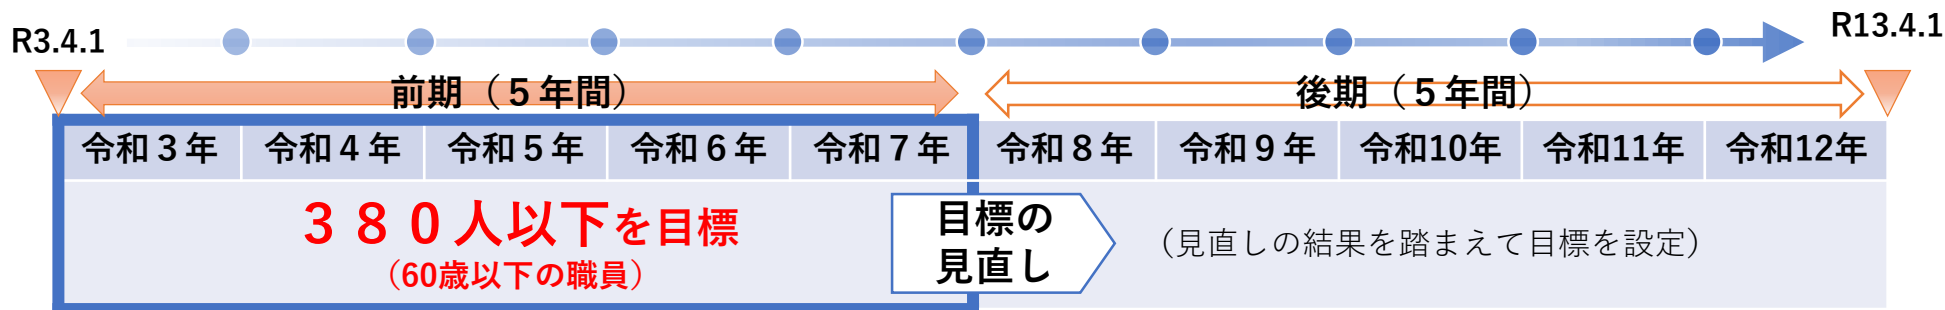 R3.4.1
R13.4.1
前期（５年間）
後期（５年間）
令和３年 令和４年 令和５年 令和６年 令和７年 令和８年 令和９年 令和10年 令和11年 令和12年
３８０人以下を目標
（60歳以下の職員）
目標の
見直し
（見直しの結果を踏まえて目標を設定）